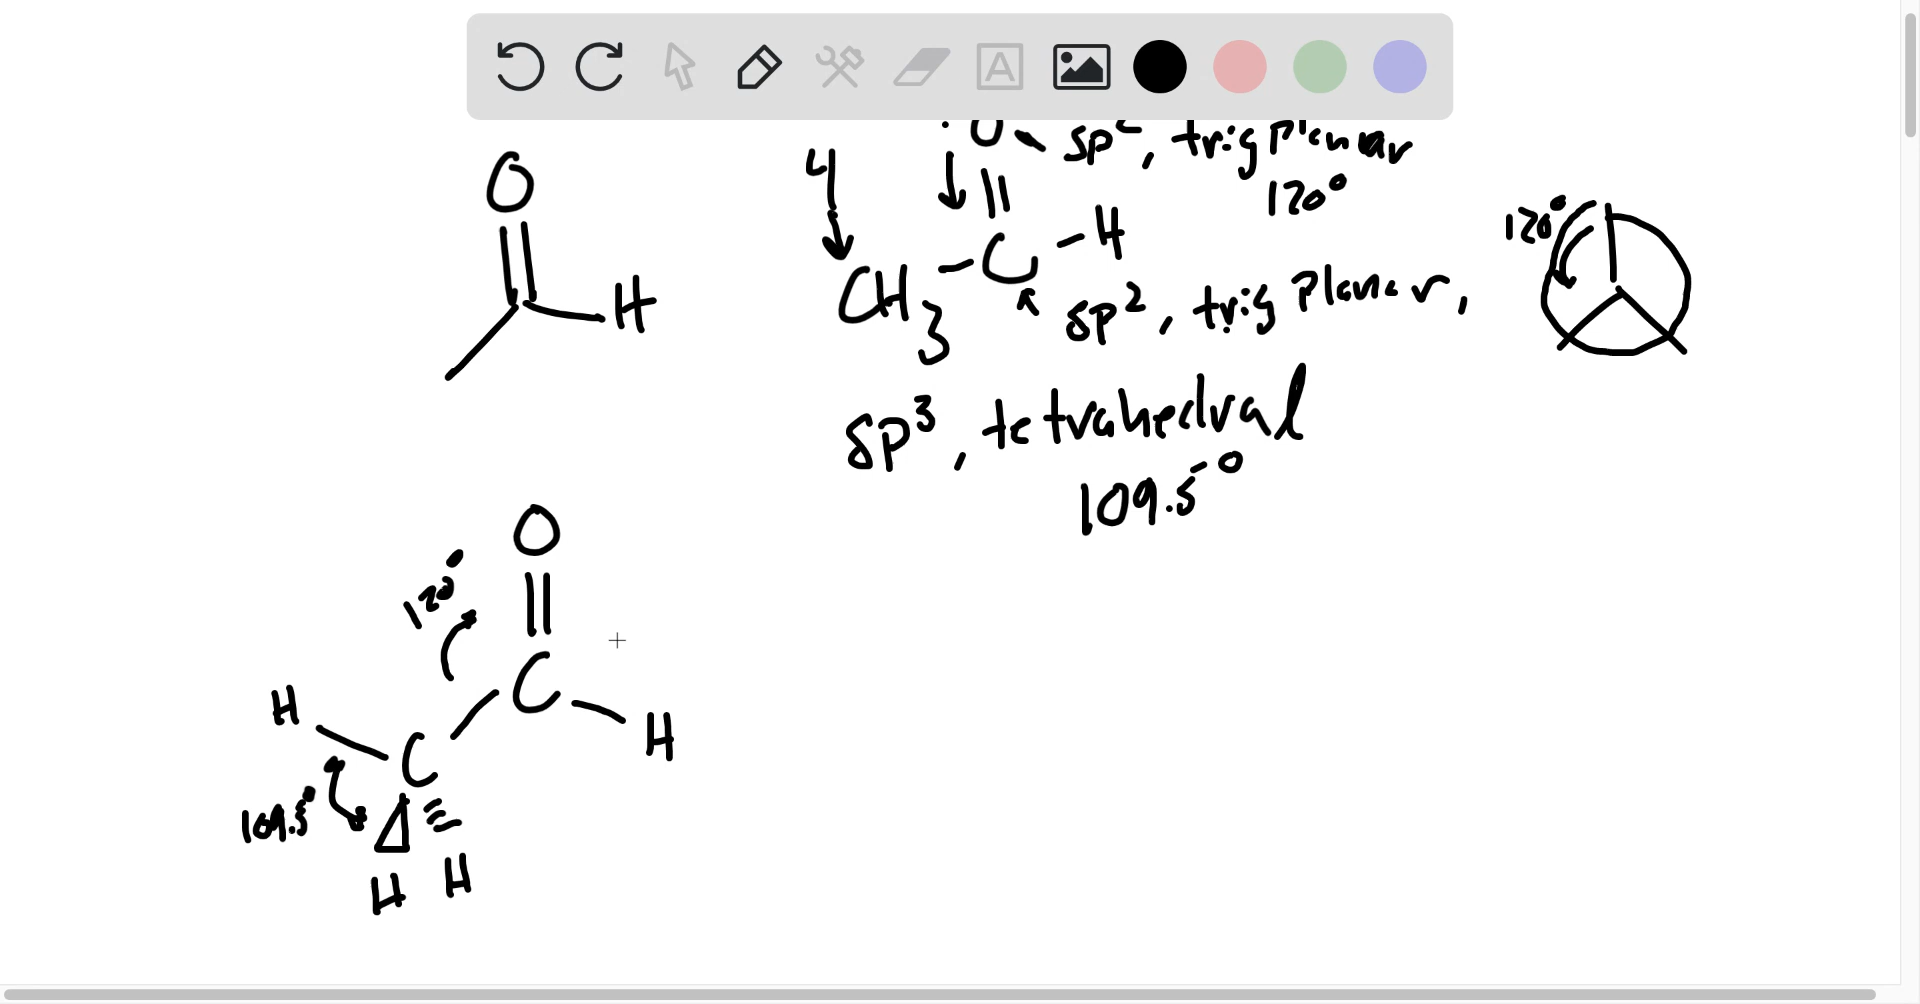 O
H
4
O sp², trig planar
120°
C - H
CH3 - C
sp², trig planar,
120°
sp³, tetrahedral
109.5°
O
120°
C
H
H
C
109.5°
H
H
A